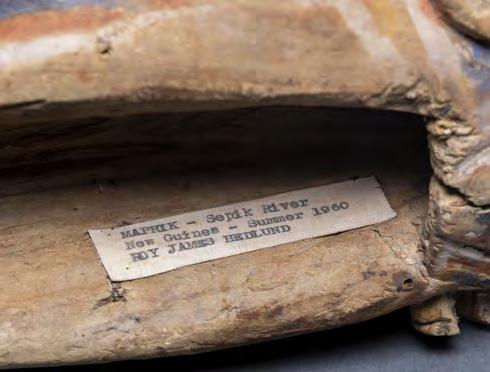 MAPRIK - Sepik River
New Guinea - Summer 1960
ROY JAMES HEDLUND